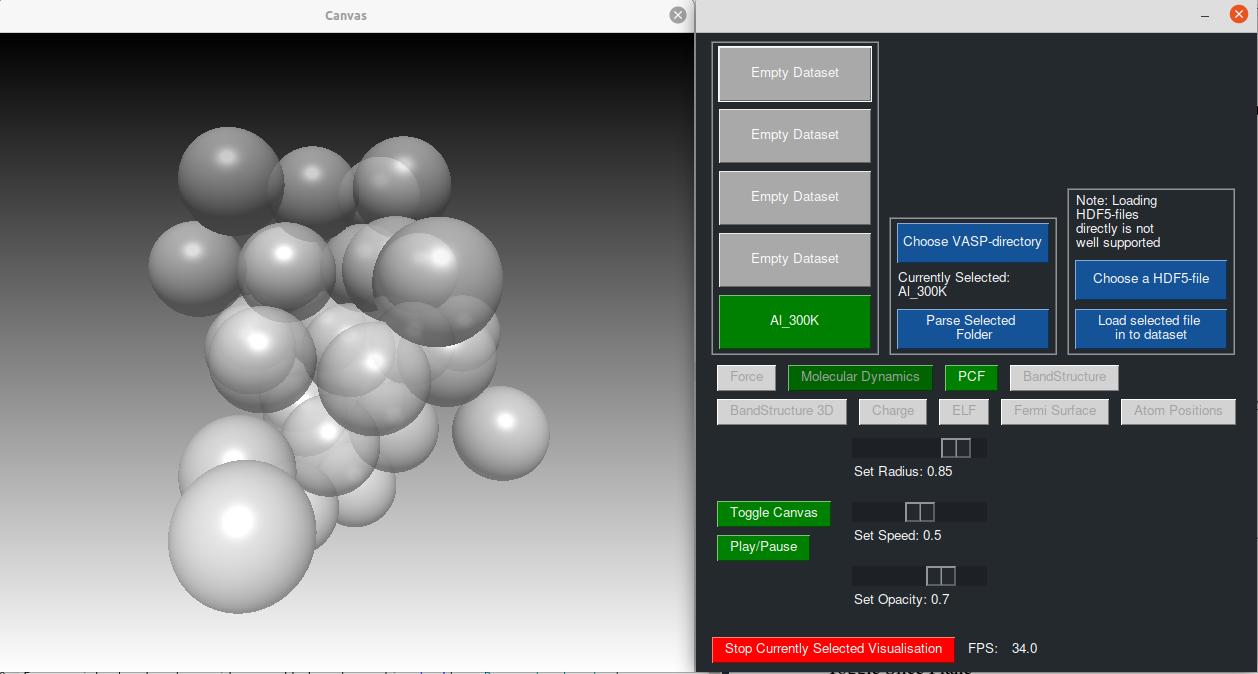 Canvas
Empty Dataset
Empty Dataset
Empty Dataset
Empty Dataset
Al_300K
Choose VASP-directory
Currently Selected:
Al_300K
Parse Selected
Folder
Note: Loading
HDF5-files
directly is not
well supported
Choose a HDF5-file
Load selected file
in to dataset
Force
Molecular Dynamics
PCF
BandStructure
BandStructure 3D
Charge
ELF
Fermi Surface
Atom Positions
Set Radius: 0.85
Toggle Canvas
Set Speed: 0.5
Play/Pause
Set Opacity: 0.7
Stop Currently Selected Visualisation
FPS: 34.0